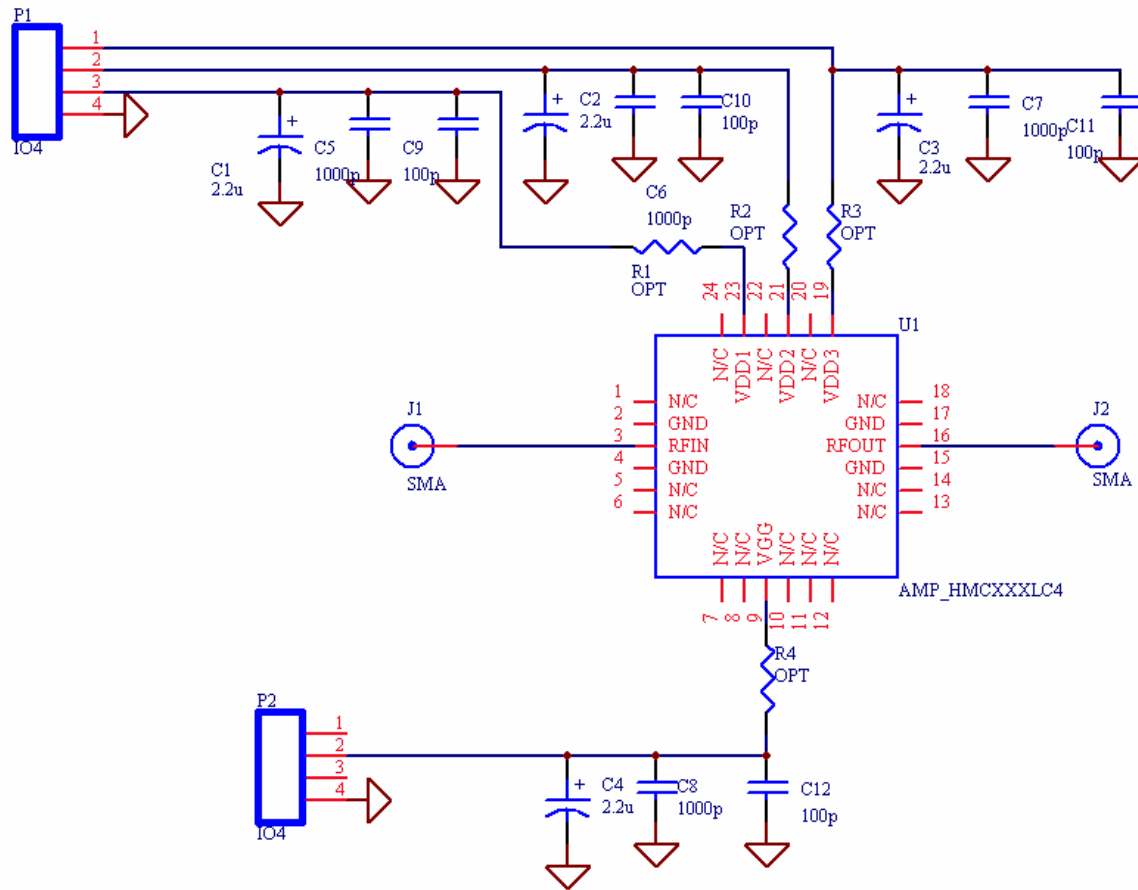 P1
1
2
3
4
IO4
C1
2.2u
C5
1000p
C9
100p
+
C2
2.2u
+
C10
100p
C6
1000p
C3
2.2u
+
C7
1000p
C11
100p
R1
OPT
R2
OPT
R3
OPT
24
23
22
21
20
19
U1
N/C
VDD1
N/C
VDD2
N/C
VDD3
1
N/C
2
GND
3
RFIN
4
GND
5
N/C
6
N/C
N/C
18
GND
17
RFOUT
16
GND
15
N/C
14
N/C
13
J1
SMA
J2
SMA
N/C
N/C
VGG
N/C
N/C
N/C
7
8
9
10
11
12
AMP_HMCXXXLC4
R4
OPT
P2
1
2
3
4
IO4
+
C4
2.2u
C8
1000p
C12
100p